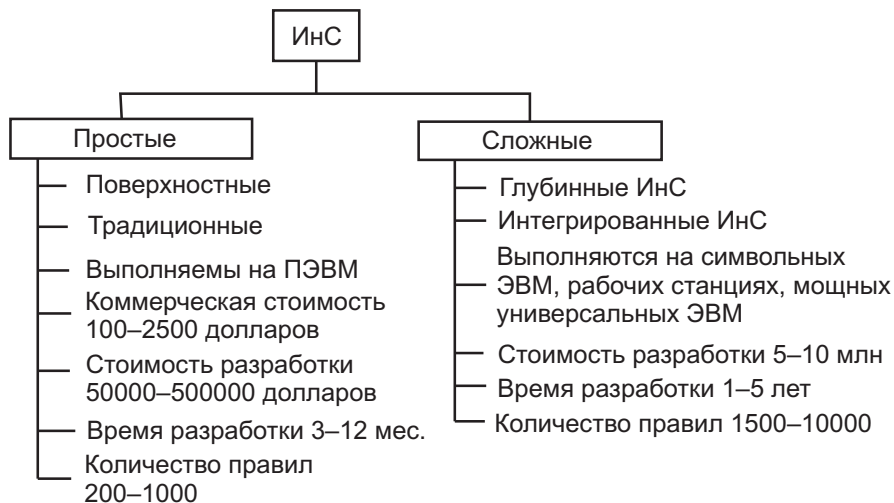 ИнС
Простые
Поверхностные
Традиционные
Выполняемы на ПЭВМ
Коммерческая стоимость
100–2500 долларов
Стоимость разработки
50000–500000 долларов
Время разработки 3–12 мес.
Количество правил
200–1000
Сложные
Глубинные ИнС
Интегрированные ИнС
Выполняются на символьных
ЭВМ, рабочих станциях, мощных
универсальных ЭВМ
Стоимость разработки 5–10 млн
Время разработки 1–5 лет
Количество правил 1500–10000